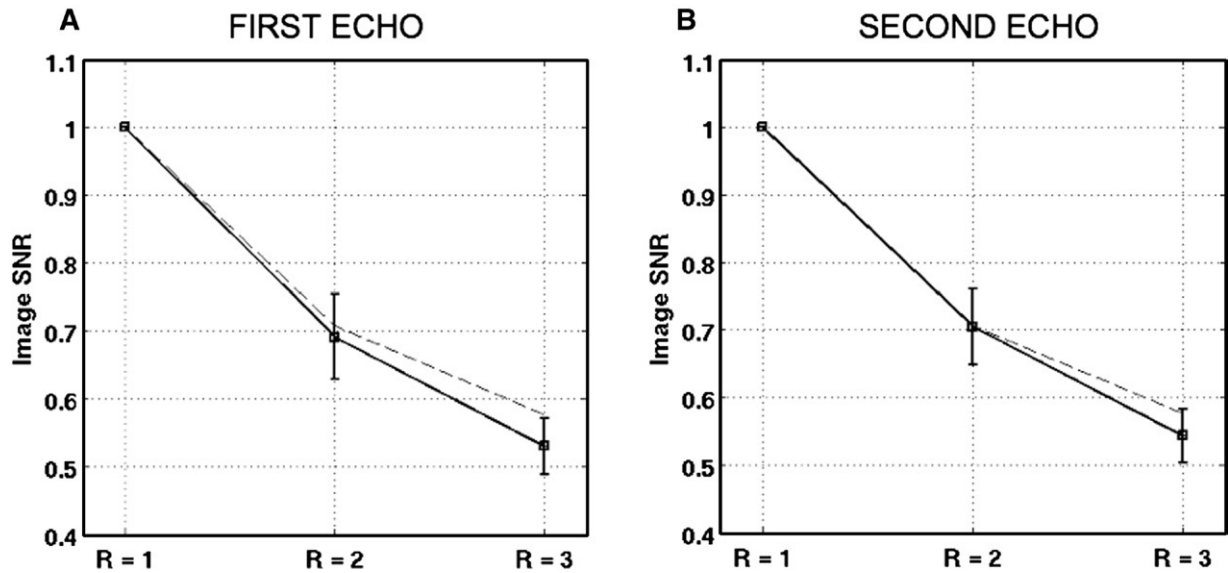 A FIRST ECHO
1.1
1
0.9
0.8
0.7
0.6
0.5
0.4
Image SNR
R = 1 R = 2 R = 3
B SECOND ECHO
1.1
1
0.9
0.8
0.7
0.6
0.5
0.4
Image SNR
R = 1 R = 2 R = 3